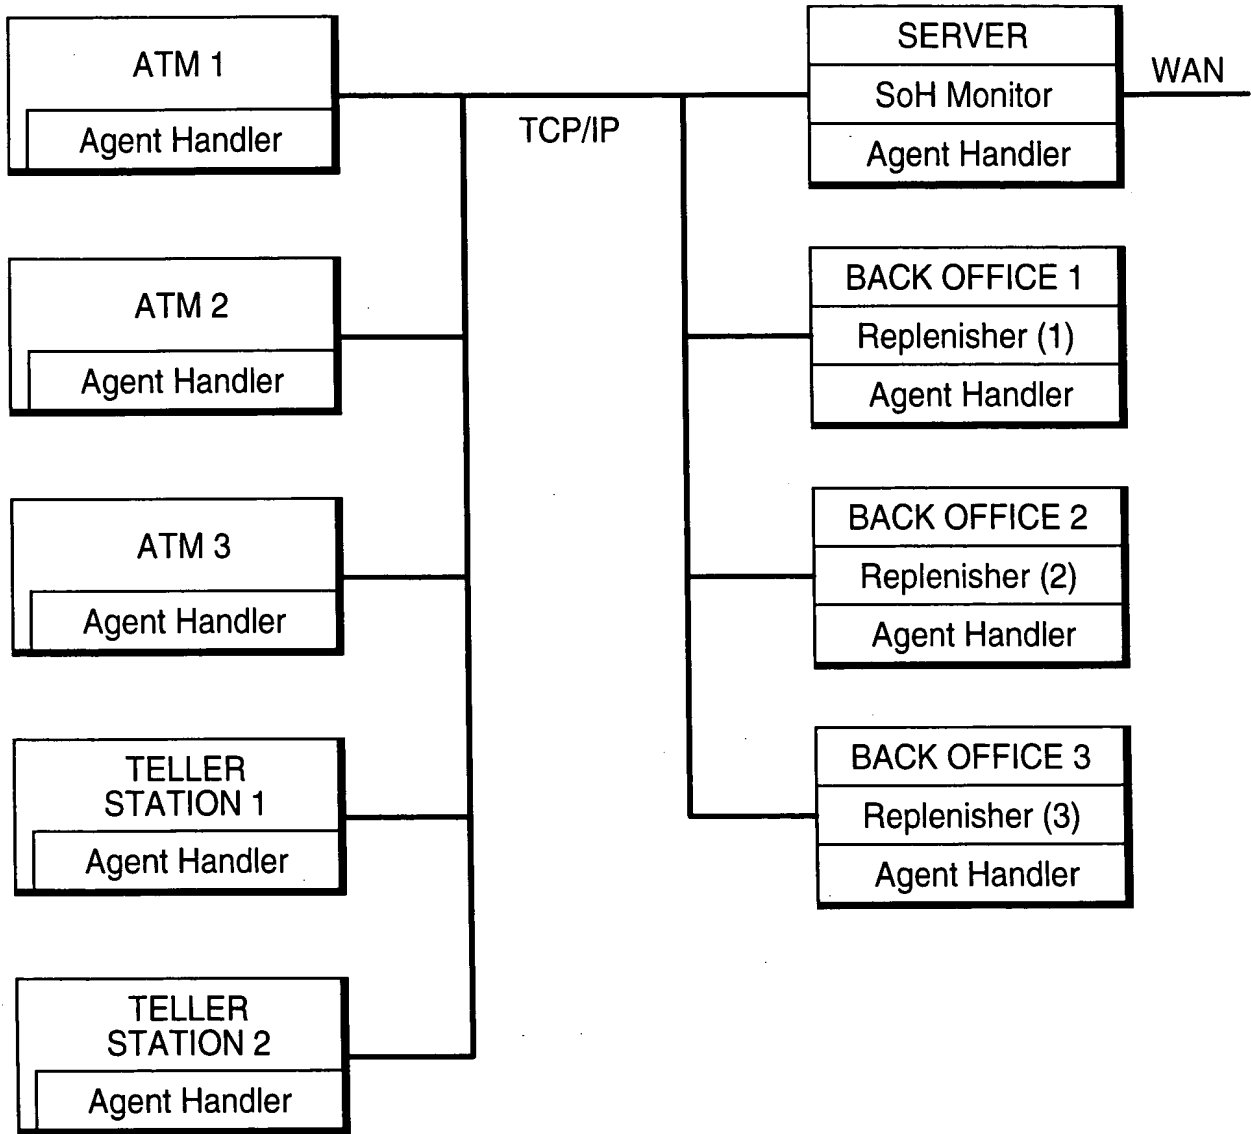 ATM 1
Agent Handler
ATM 2
Agent Handler
ATM 3
Agent Handler
TELLER
STATION 1
Agent Handler
TELLER
STATION 2
Agent Handler
TCP/IP
SERVER
SoH Monitor
Agent Handler
WAN
BACK OFFICE 1
Replenisher (1)
Agent Handler
BACK OFFICE 2
Replenisher (2)
Agent Handler
BACK OFFICE 3
Replenisher (3)
Agent Handler